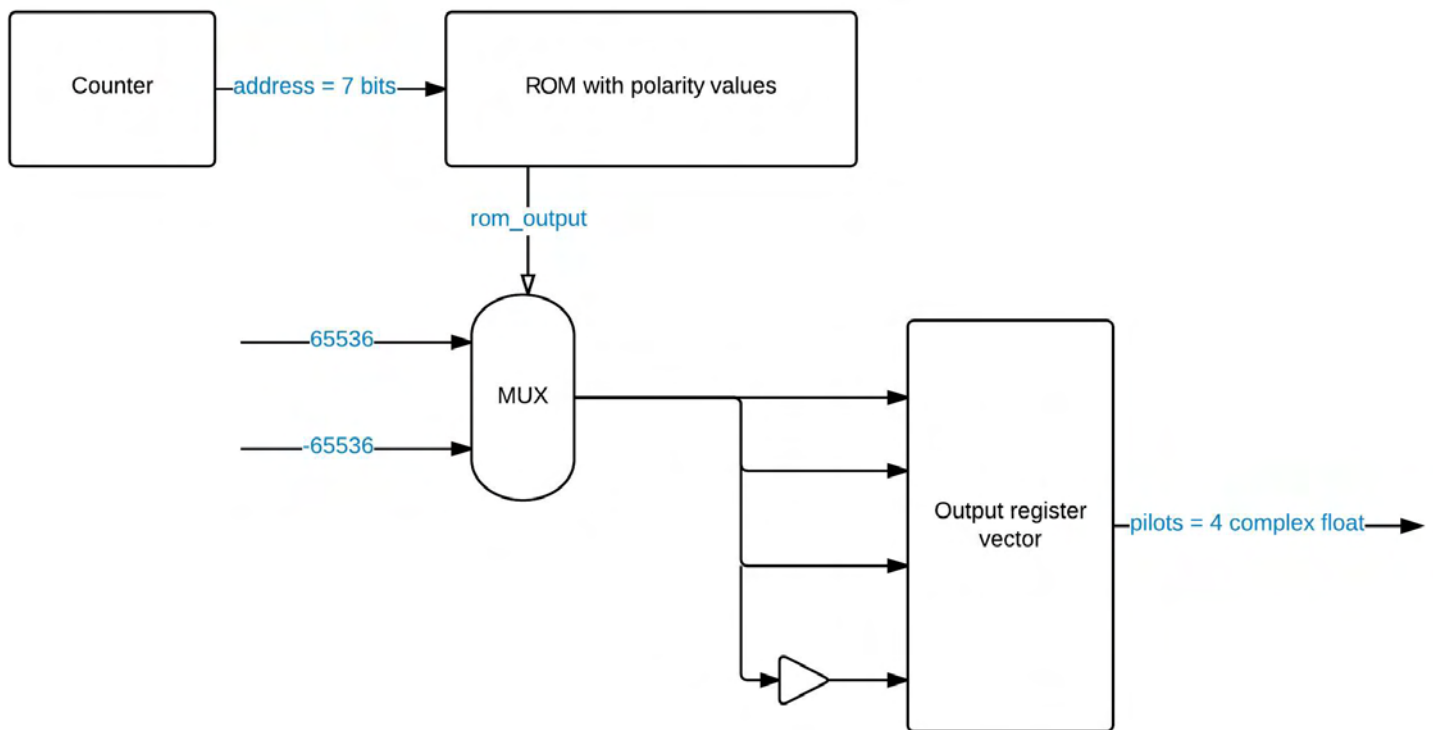 Counter
address = 7 bits
ROM with polarity values
rom_output
65536
MUX
-65536
Output register
vector
pilots = 4 complex float